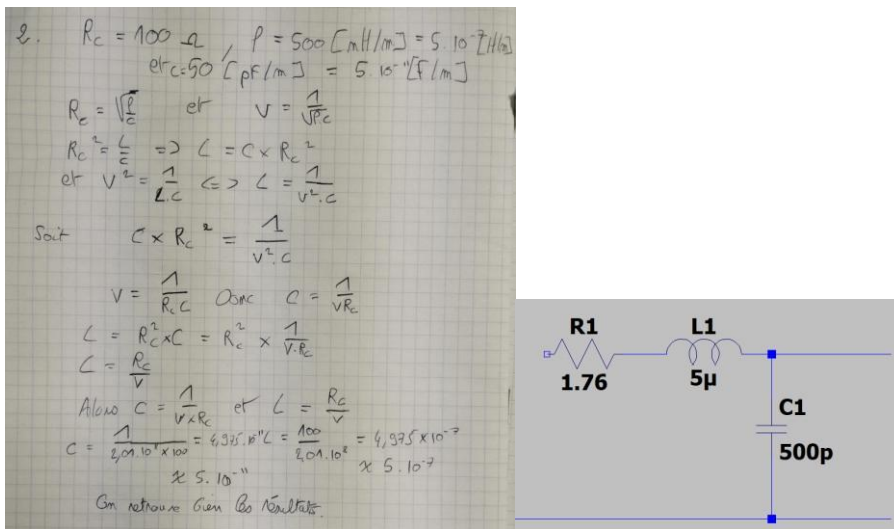 2. Rc = 100 Ω, ρ = 500 [mH/m] = 5.10⁻⁷ [H/m]
et c=50 [pF/m] = 5.10⁻¹¹ [F/m]
Rc = √(ρ/c) et V = 1/√(ρ.c)
Rc² = L/c => L = C × Rc²
et V² = 1/(L.C) <=> L = 1/(V².C)
Soit C × Rc² = 1/(V².C)
V = 1/(Rc C) Donc C = 1/(VRc)
L = Rc² × C = Rc² × 1/(V.Rc)
L = Rc/V
Alors C = 1/(V×Rc) et L = Rc/V
C = 1/(2,01.10⁸ × 100) = 4,975.10⁻¹¹ L = 100/(2,01.10⁸) = 4,975 × 10⁻⁷
≈ 5.10⁻¹¹ ≈ 5.10⁻⁷
On retrouve bien les résultats.
R1
1.76
L1
5µ
C1
500p